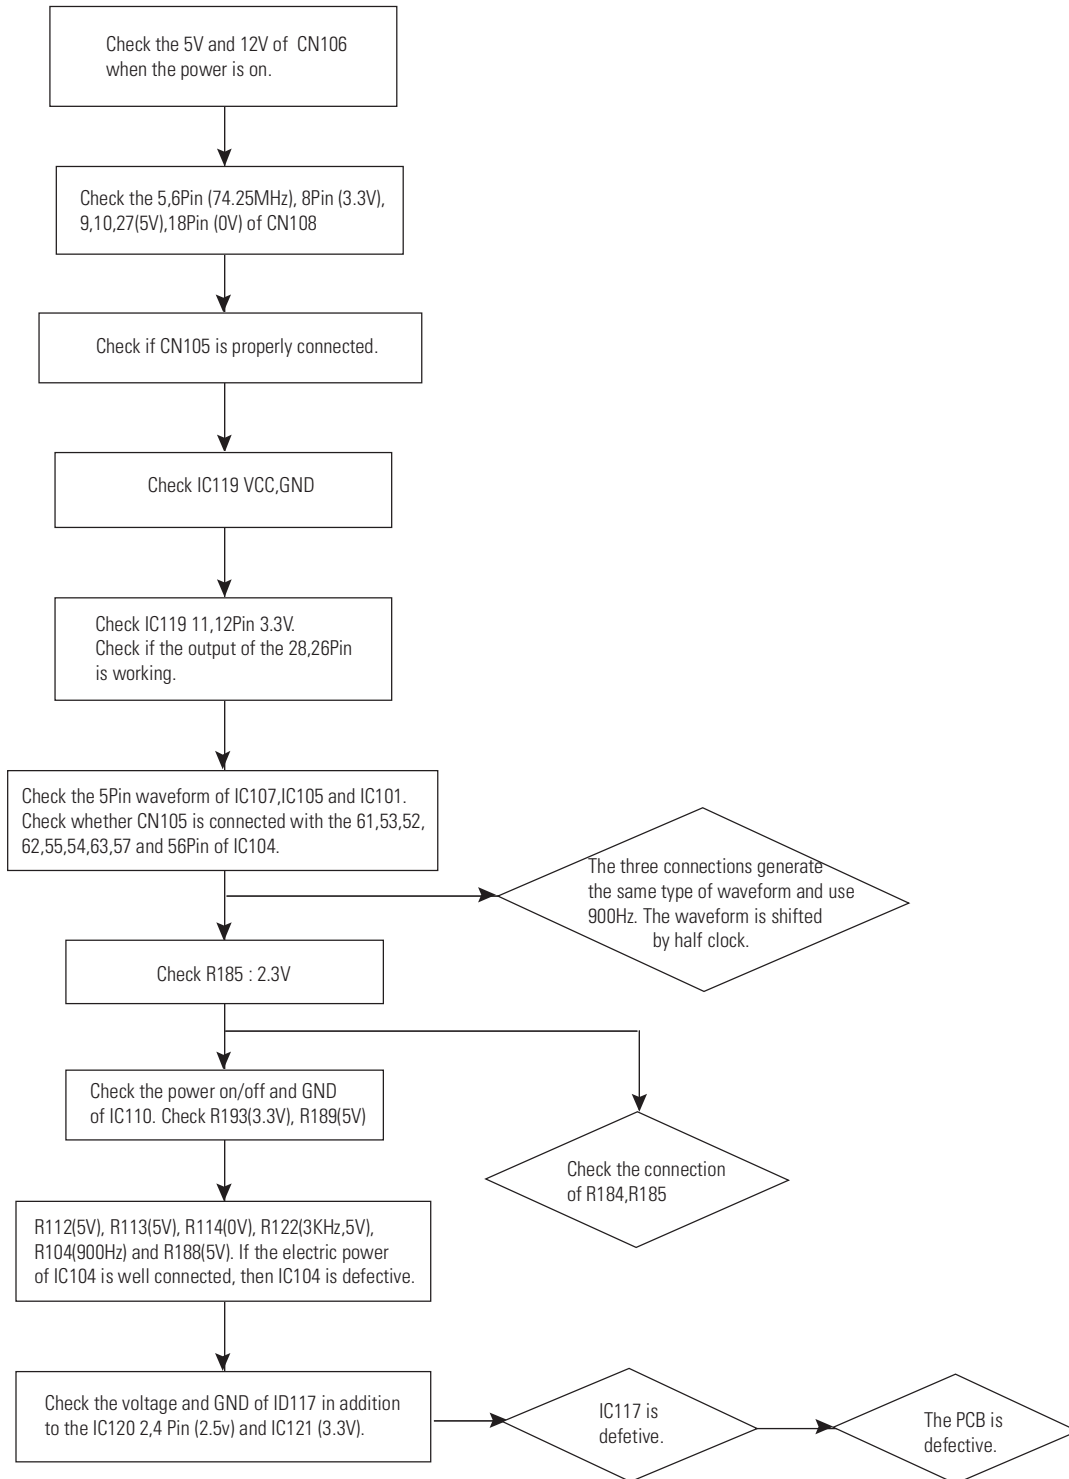 Check the 5V and 12V of CN106
when the power is on.
Check the 5,6Pin (74.25MHz), 8Pin (3.3V),
9,10,27(5V),18Pin (0V) of CN108
Check if CN105 is properly connected.
Check IC119 VCC,GND
Check IC119 11,12Pin 3.3V.
Check if the output of the 28,26Pin
is working.
Check the 5Pin waveform of IC107,IC105 and IC101.
Check whether CN105 is connected with the 61,53,52,
62,55,54,63,57 and 56Pin of IC104.
The three connections generate
the same type of waveform and use
900Hz. The waveform is shifted
by half clock.
Check R185 : 2.3V
Check the power on/off and GND
of IC110. Check R193(3.3V), R189(5V)
Check the connection
of R184,R185
R112(5V), R113(5V), R114(0V), R122(3KHz,5V),
R104(900Hz) and R188(5V). If the electric power
of IC104 is well connected, then IC104 is defective.
Check the voltage and GND of ID117 in addition
to the IC120 2,4 Pin (2.5v) and IC121 (3.3V).
IC117 is
defetive.
The PCB is
defective.